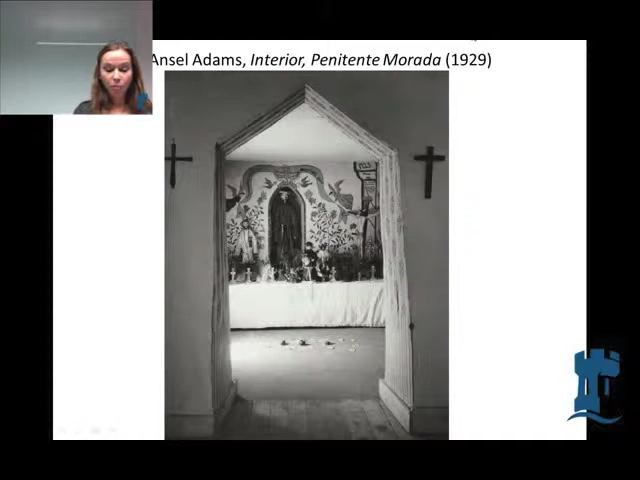 Ansel Adams, Interior, Penitente Morada (1929)